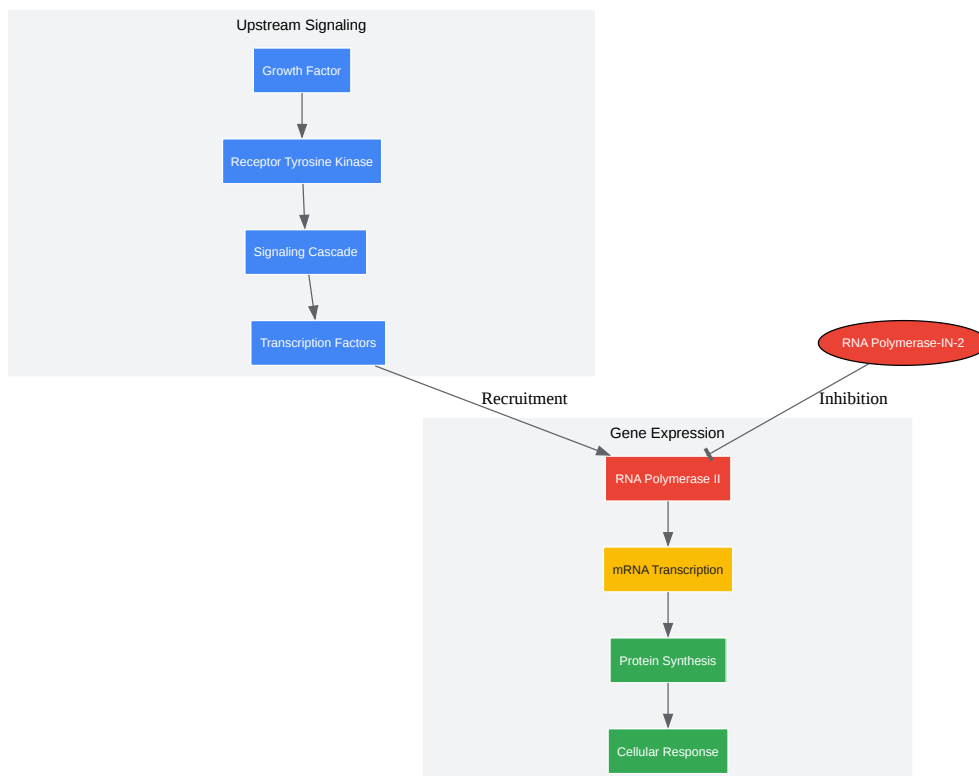 Upstream Signaling
Growth Factor
Receptor Tyrosine Kinase
Signaling Cascade
Transcription Factors
RNA Polymerase-IN-2
Recruitment
Inhibition
Gene Expression
RNA Polymerase II
mRNA Transcription
Protein Synthesis
Cellular Response